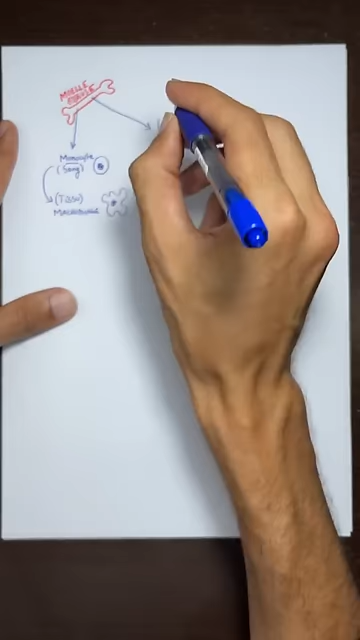 MOELLE
OSSEUSE
Monocyte
(Sang)
(Tissu)
Macrophage